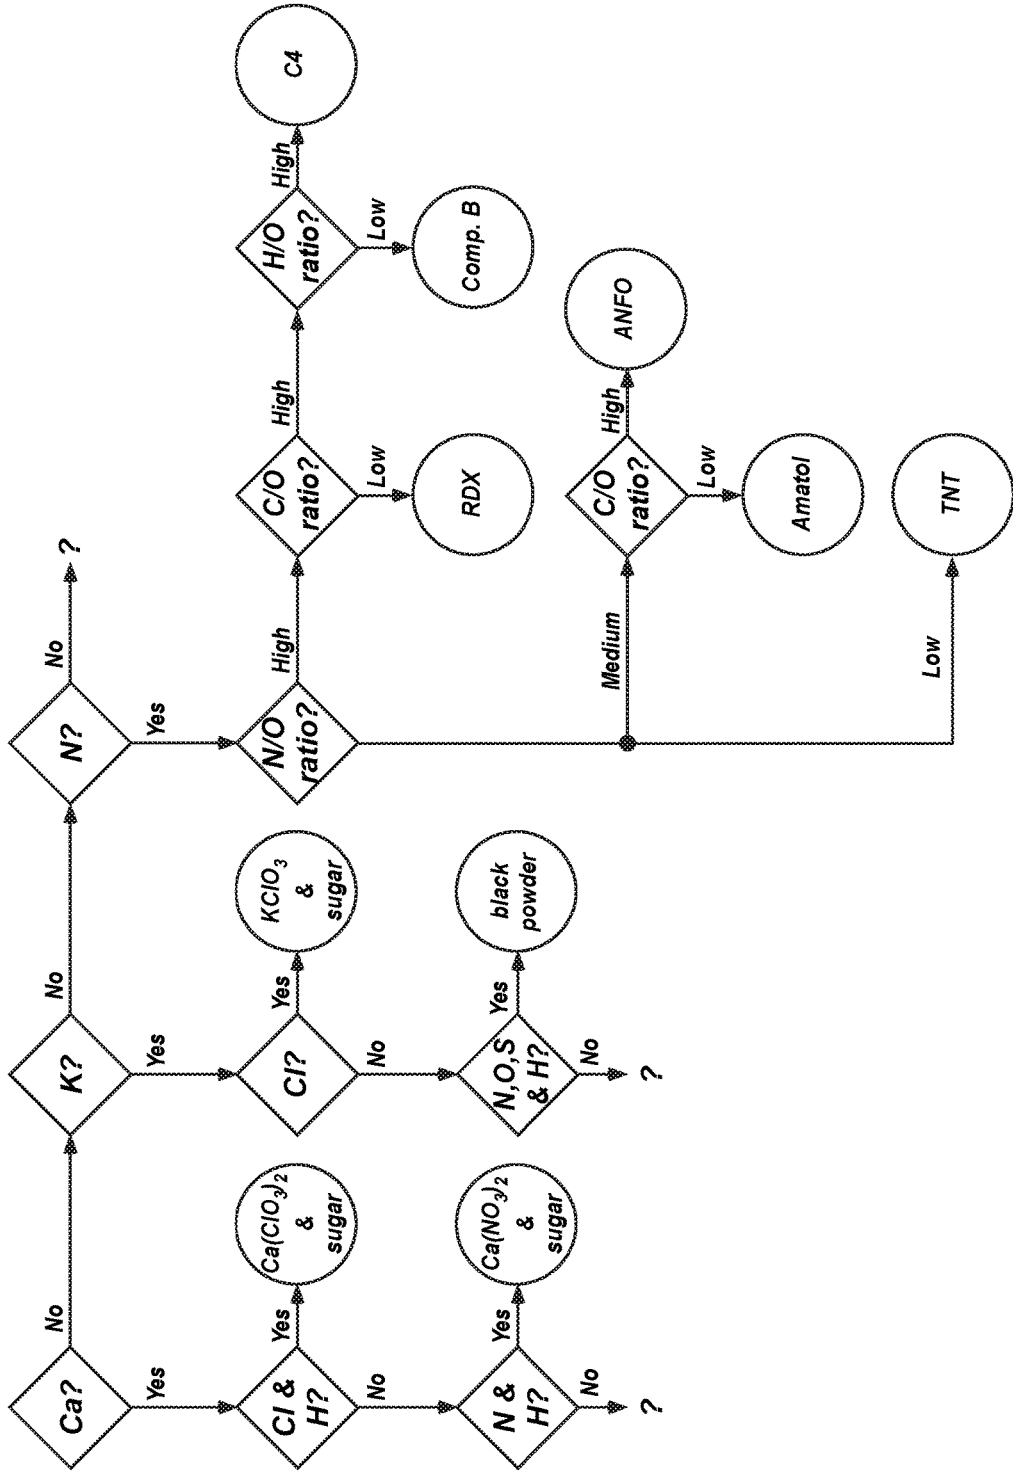 Ca?
No
K?
No
N?
No
?
Yes
Yes
Yes
Cl &
H?
Yes
Ca(ClO3)2
&
sugar
Cl?
Yes
KClO3
&
sugar
N/O
ratio?
High
C/O
ratio?
High
H/O
ratio?
High
C4
No
No
Low
Low
N &
H?
Yes
Ca(NO3)2
&
sugar
N,O,S
& H?
Yes
black
powder
RDX
Comp. B
No
?
No
?
Medium
C/O
ratio?
High
ANFO
Low
Amatol
Low
TNT